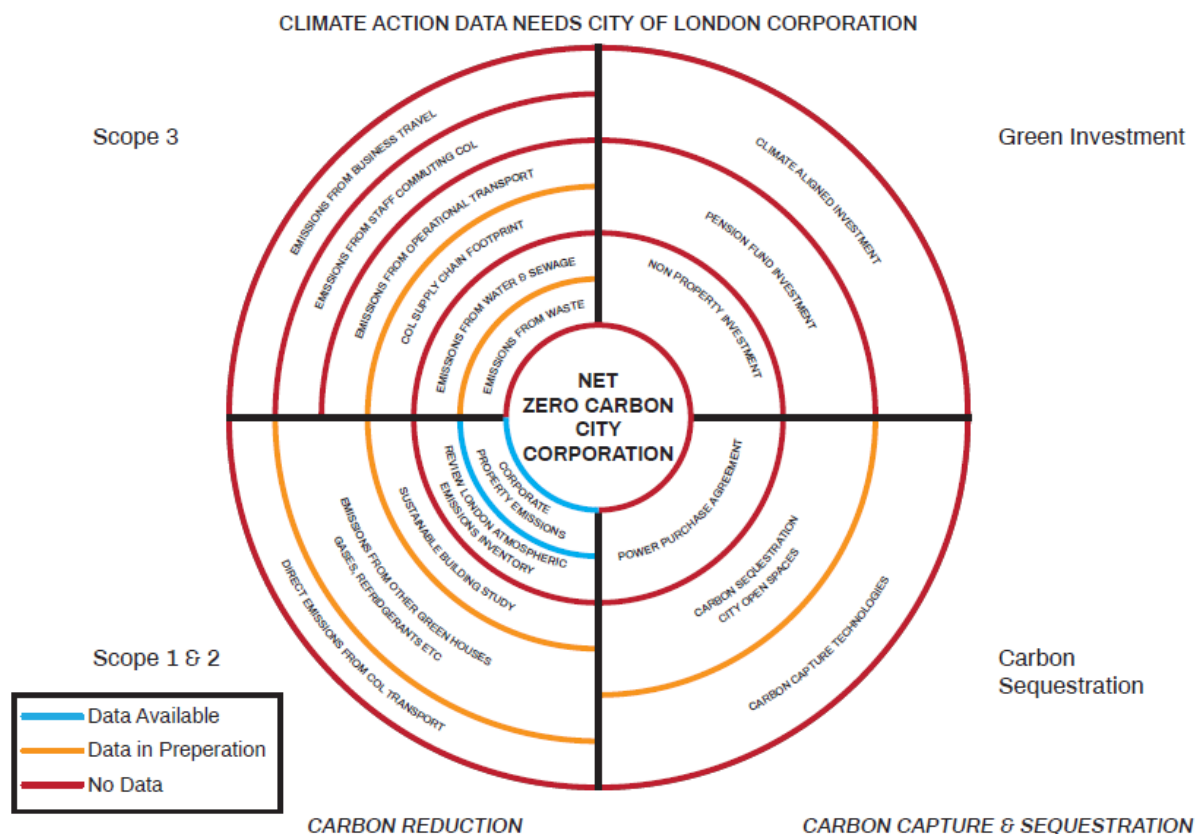 CLIMATE ACTION DATA NEEDS CITY OF LONDON CORPORATION
Scope 3
Green Investment
EMISSIONS FROM BUSINESS TRAVEL
EMISSIONS FROM STAFF COMMUTING COL
EMISSIONS FROM OPERATIONAL TRANSPORT
COL SUPPLY CHAIN FOOTPRINT
EMISSIONS FROM WATER & SEWAGE
EMISSIONS FROM WASTE
CLIMATE ALIGNED INVESTMENT
PENSION FUND INVESTMENT
NON PROPERTY INVESTMENT
NET
ZERO CARBON
CITY
CORPORATION
CORPORATE
PROPERTY EMISSIONS
REVIEW LONDON ATMOSPHERIC
EMISSIONS INVENTORY
SUSTAINABLE BUILDING STUDY
EMISSIONS FROM OTHER GREEN HOUSES
GASES, REFRIDGERANTS ETC
DIRECT EMISSIONS FROM COL TRANSPORT
POWER PURCHASE AGREEMENT
CARBON SEQUESTRATION
CITY OPEN SPACES
CARBON CAPTURE TECHNOLOGIES
Scope 1 & 2
Carbon
Sequestration
Data Available
Data in Preperation
No Data
CARBON REDUCTION
CARBON CAPTURE & SEQUESTRATION